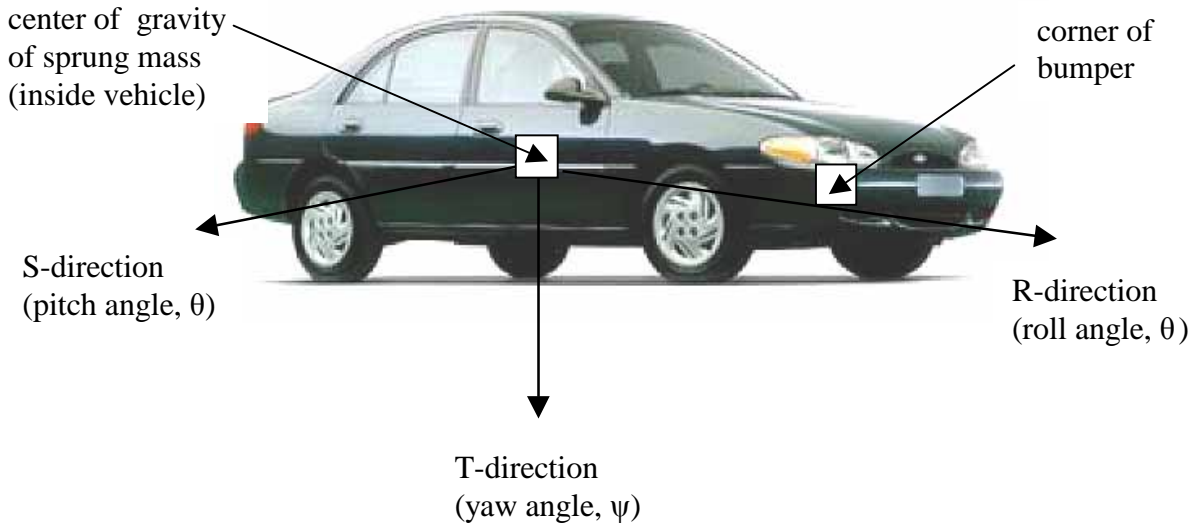 center of gravity
of sprung mass
(inside vehicle)
corner of
bumper
S-direction
(pitch angle, θ)
R-direction
(roll angle, θ)
T-direction
(yaw angle, ψ)